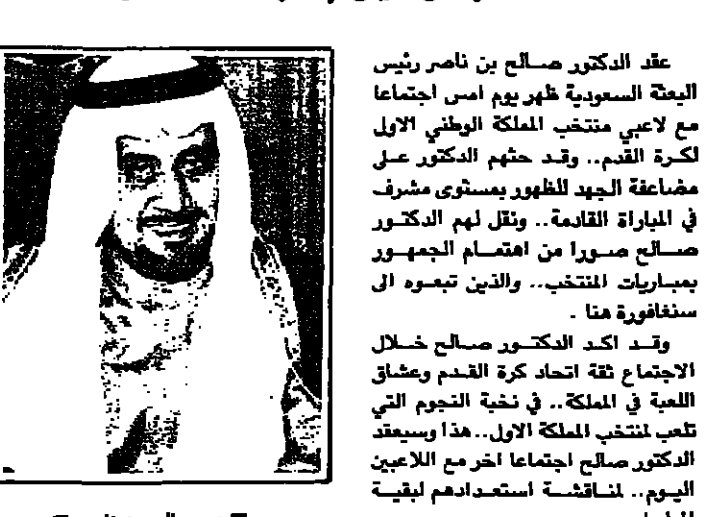 عقد الدكتور صالح بن ناصر رئيس
البعثة السعودية ظهر يوم امس اجتماعا
مع لاعبي منتخب المملكة الوطني الاول
لكرة القدم.. وقد حثهم الدكتور على
مضاعفة الجهد للظهور بمستوى مشرف
في المباراة القادمة.. ونقل لهم الدكتور
صالح صورا من اهتمام الجمهور
بمباريات المنتخب.. والذين تبعوه الى
سنغافورة هنا .
وقد اكد الدكتور صالح خلال
الاجتماع ثقة اتحاد كرة القدم وعشاق
اللعبة في المملكة.. في نخبة النجوم التي
تلعب لمنتخب المملكة الاول.. هذا وسيعقد
الدكتور صالح اجتماعا اخر مع اللاعبين
اليوم.. لمناقشة استعدادهم لبقية